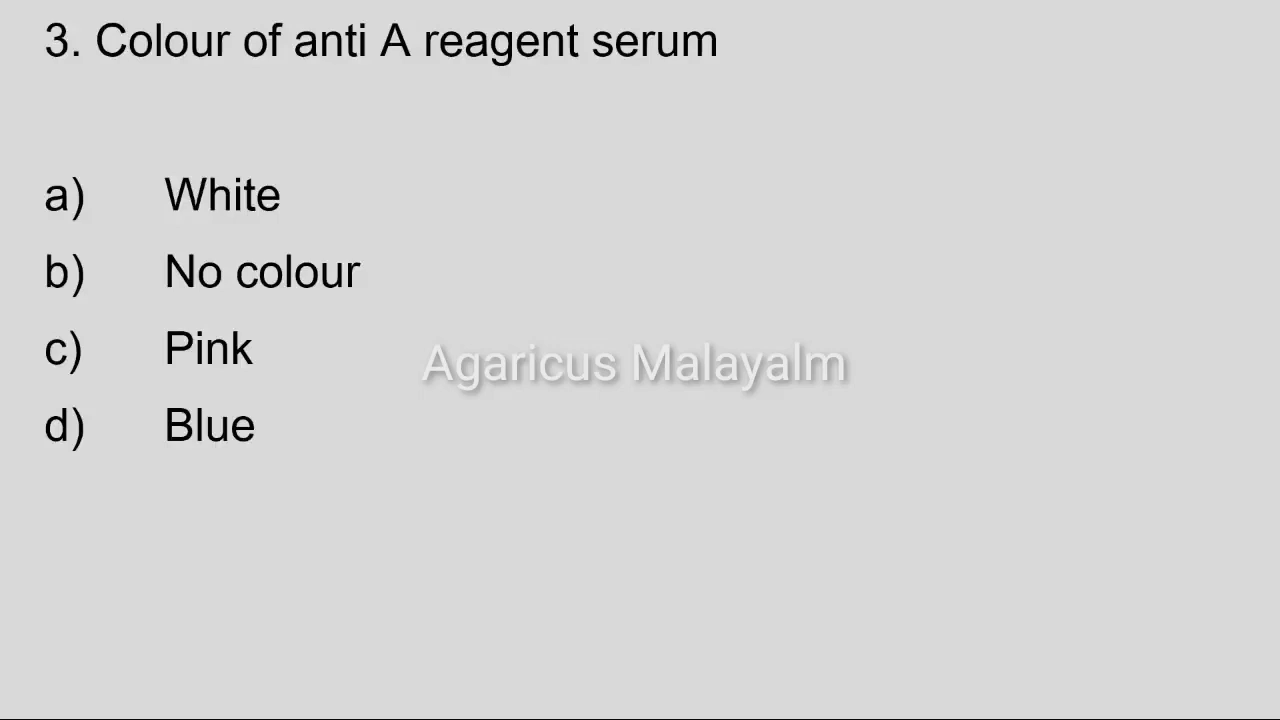 3. Colour of anti A reagent serum
a) White
b) No colour
c) Pink
Agaricus Malayalm
d) Blue